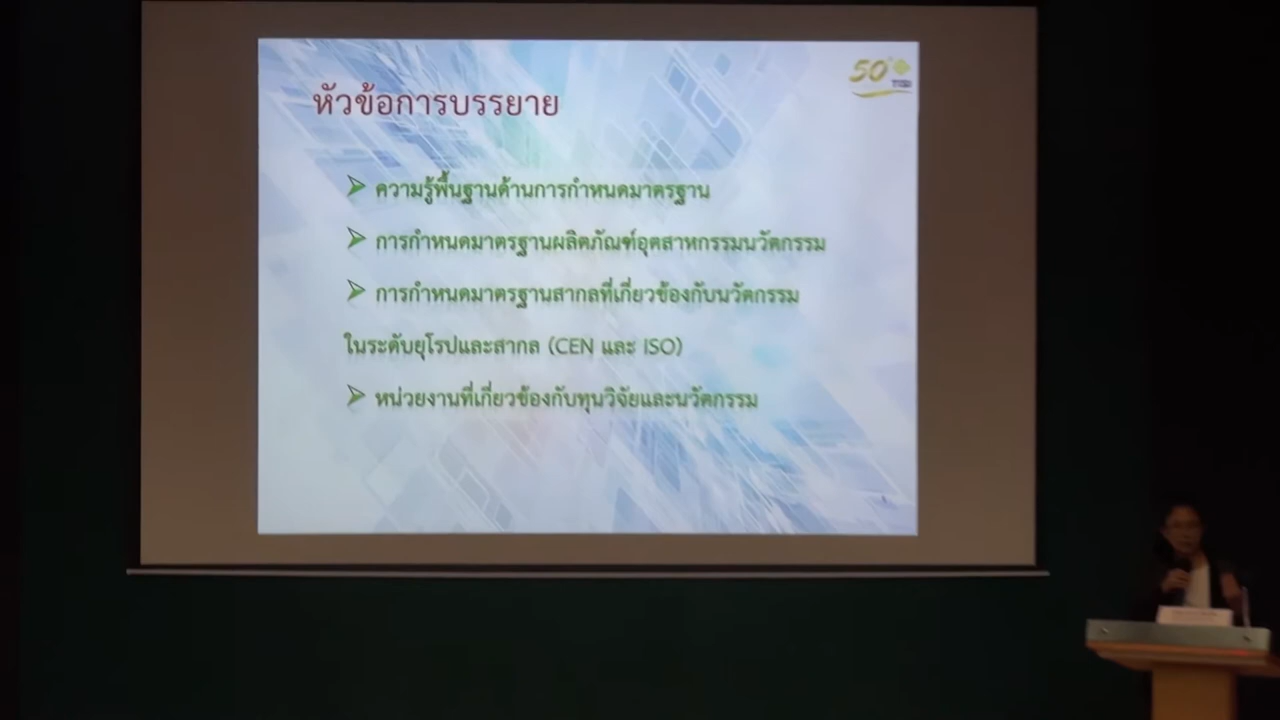 50
TISI
หัวข้อการบรรยาย
➢ ความรู้พื้นฐานด้านการกำหนดมาตรฐาน
➢ การกำหนดมาตรฐานผลิตภัณฑ์อุตสาหกรรมนวัตกรรม
➢ การกำหนดมาตรฐานสากลที่เกี่ยวข้องกับนวัตกรรม
ในระดับยุโรปและสากล (CEN และ ISO)
➢ หน่วยงานที่เกี่ยวข้องกับทุนวิจัยและนวัตกรรม